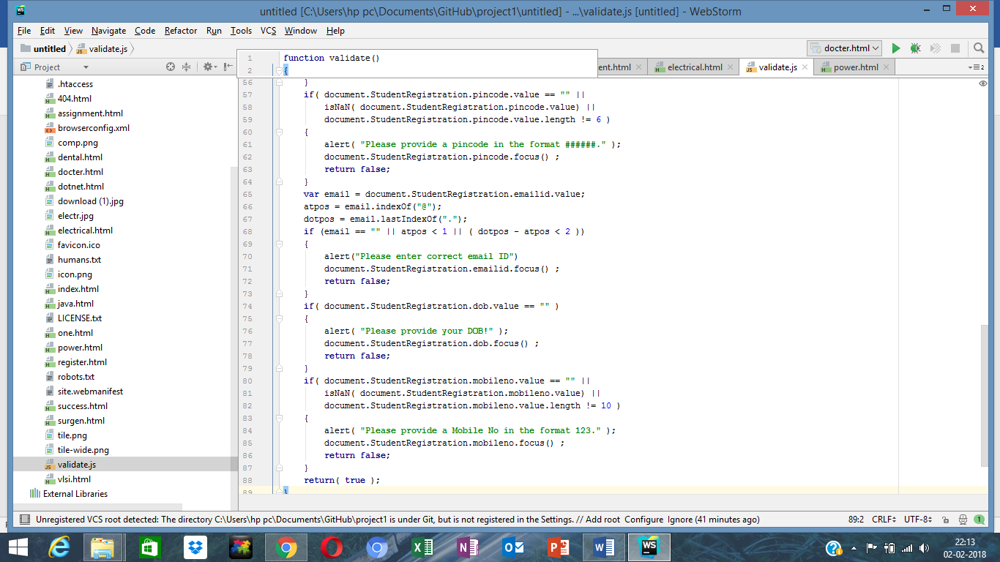 untitled [C:\Users\hp pc\Documents\GitHub\project1\untitled] - ...\validate.js [untitled] - WebStorm
File Edit View Navigate Code Refactor Run Tools VCS Window Help
untitled validate.js docter.html
Project
ent.html electrical.html validate.js power.html
2
.htaccess
404.html
assignment.html
browserconfig.xml
comp.png
dental.html
docter.html
dotnet.html
download (1).jpg
electr.jpg
electrical.html
favicon.ico
humans.txt
icon.png
index.html
java.html
LICENSE.txt
one.html
power.html
register.html
robots.txt
site.webmanifest
success.html
surgen.html
tile.png
tile-wide.png
validate.js
vlsi.html
External Libraries
1 function validate()
2 {
56 }
57 if( document.StudentRegistration.pincode.value == "" ||
58 isNaN( document.StudentRegistration.pincode.value) ||
59 document.StudentRegistration.pincode.value.length != 6 )
60 {
61 alert( "Please provide a pincode in the format ######." );
62 document.StudentRegistration.pincode.focus() ;
63 return false;
64 }
65 var email = document.StudentRegistration.emailid.value;
66 atpos = email.indexOf("@");
67 dotpos = email.lastIndexOf(".");
68 if (email == "" || atpos < 1 || ( dotpos - atpos < 2 ))
69 {
70 alert("Please enter correct email ID")
71 document.StudentRegistration.emailid.focus() ;
72 return false;
73 }
74 if( document.StudentRegistration.dob.value == "" )
75 {
76 alert( "Please provide your DOB!" );
77 document.StudentRegistration.dob.focus() ;
78 return false;
79 }
80 if( document.StudentRegistration.mobileno.value == "" ||
81 isNaN( document.StudentRegistration.mobileno.value) ||
82 document.StudentRegistration.mobileno.value.length != 10 )
83 {
84 alert( "Please provide a Mobile No in the format 123." );
85 document.StudentRegistration.mobileno.focus() ;
86 return false;
87 }
88 return( true );
89 }
Unregistered VCS root detected: The directory C:\Users\hp pc\Documents\GitHub\project1 is under Git, but is not registered in the Settings. // Add root Configure Ignore (41 minutes ago) 89:2 CRLF UTF-8 1
22:13
02-02-2018